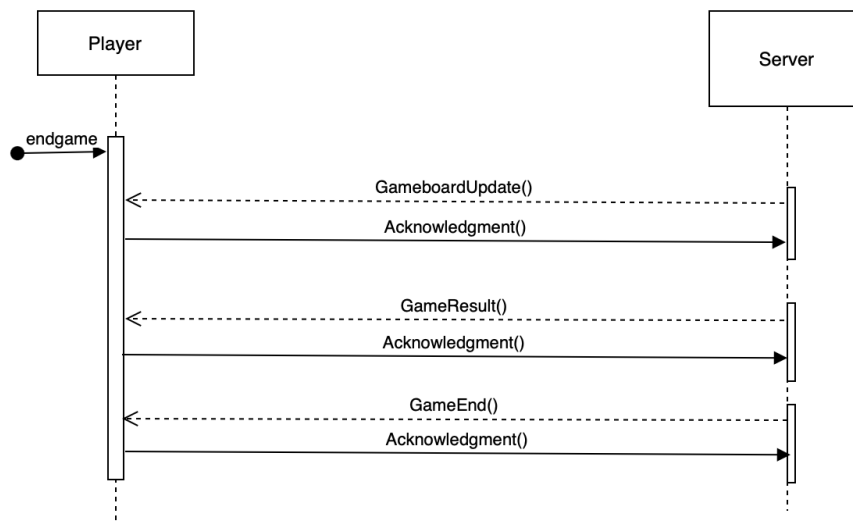 Player
Server
endgame
GameboardUpdate()
Acknowledgment()
GameResult()
Acknowledgment()
GameEnd()
Acknowledgment()